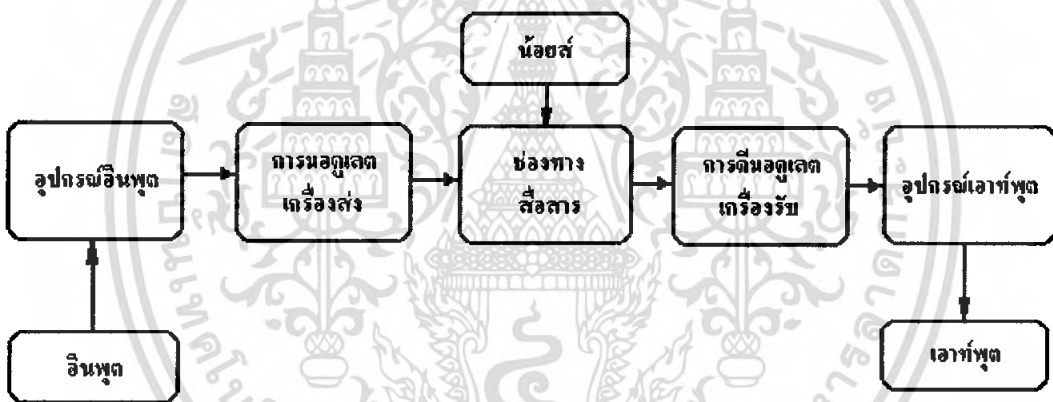 น้อยส์
อุปกรณ์อินพุต
การมอดูเลต
เครื่องส่ง
ช่องทาง
สื่อสาร
การดีมอดูเลต
เครื่องรับ
อุปกรณ์เอาท์พุต
อินพุต
เอาท์พุต